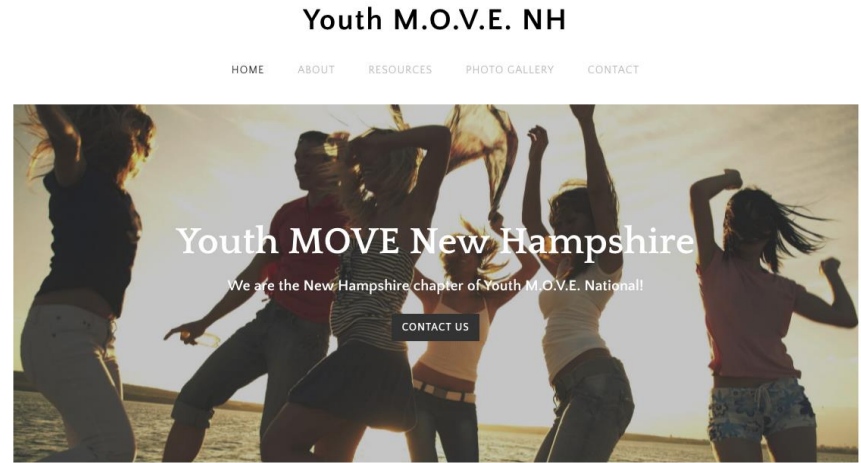 Youth M.O.V.E. NH
HOME ABOUT RESOURCES PHOTO GALLERY CONTACT
Youth MOVE New Hampshire
We are the New Hampshire chapter of Youth M.O.V.E. National!
CONTACT US